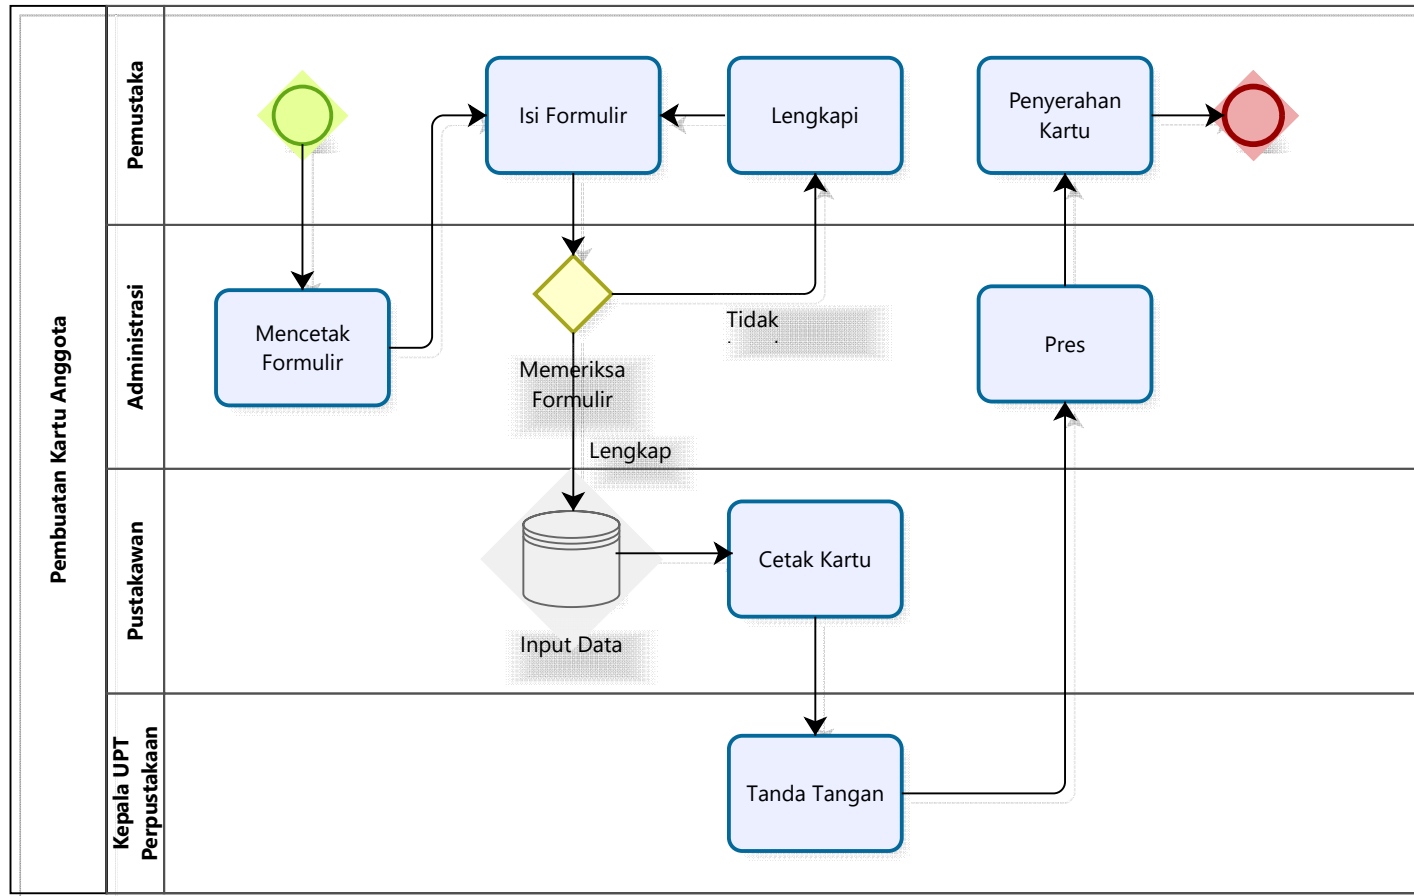 Pembuatan Kartu Anggota
Pemustaka
Isi Formulir
Lengkapi
Penyerahan
Kartu
Administrasi
Mencetak
Formulir
Tidak
Memeriksa
Formulir
Lengkap
Pres
Pustakawan
Cetak Kartu
Input Data
Kepala UPT
Perpustakaan
Tanda Tangan